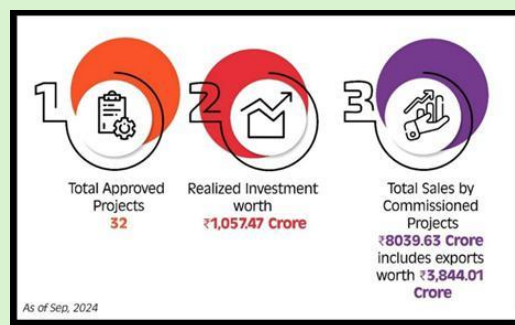 1
Total Approved
Projects
32
2
Realized Investment
worth
₹1,057.47 Crore
3
Total Sales by
Commissioned
Projects
₹8039.63 Crore
includes exports
worth ₹3,844.01
Crore
As of Sep, 2024